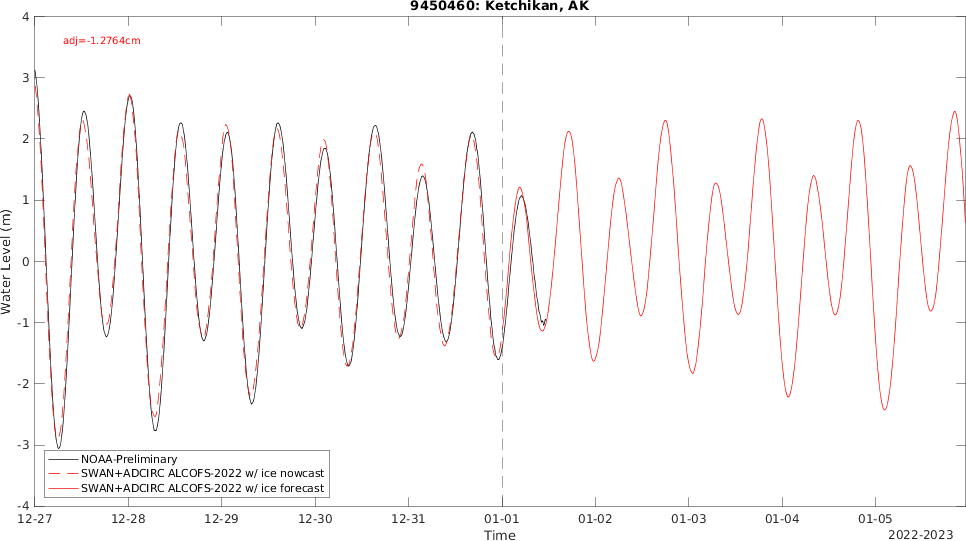 9450460: Ketchikan, AK
adj=-1.2764cm
4
3
2
1
0
-1
-2
-3
-4
Water Level (m)
NOAA-Preliminary
SWAN+ADCIRC ALCOFS-2022 w/ ice nowcast
SWAN+ADCIRC ALCOFS-2022 w/ ice forecast
12-27 12-28 12-29 12-30 12-31 01-01 01-02 01-03 01-04 01-05
Time
2022-2023